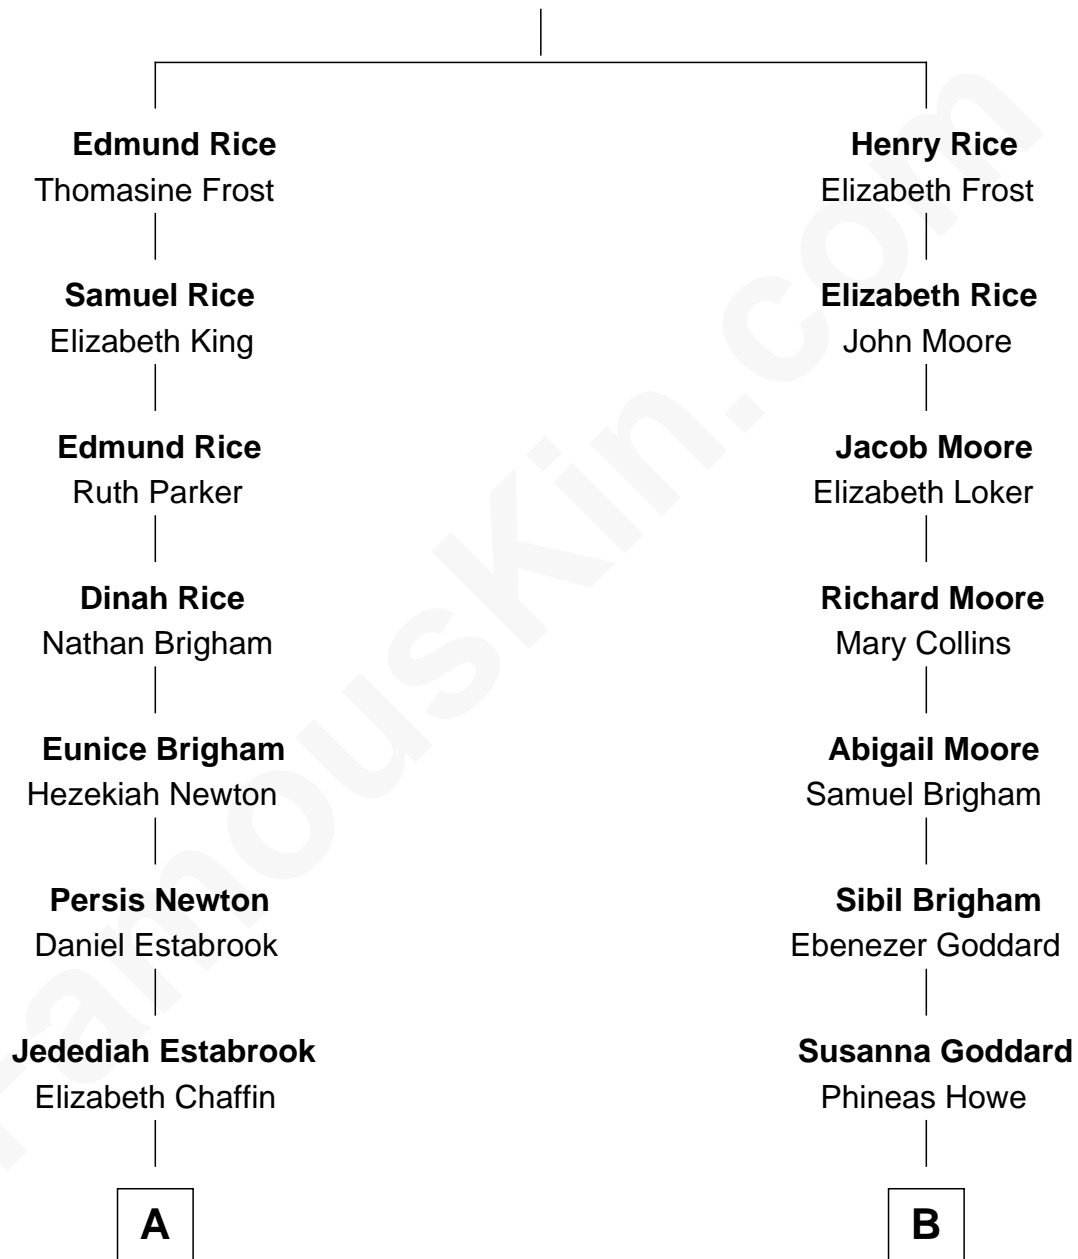 Edmund Rice
Thomasine Frost
Samuel Rice
Elizabeth King
Edmund Rice
Ruth Parker
Dinah Rice
Nathan Brigham
Eunice Brigham
Hezekiah Newton
Persis Newton
Daniel Estabrook
Jedediah Estabrook
Elizabeth Chaffin
A
Henry Rice
Elizabeth Frost
Elizabeth Rice
John Moore
Jacob Moore
Elizabeth Loker
Richard Moore
Mary Collins
Abigail Moore
Samuel Brigham
Sibil Brigham
Ebenezer Goddard
Susanna Goddard
Phineas Howe
B
FamousKin.com